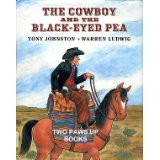 THE COWBOY
AND THE
BLACK-EYED PEA
TONY JOHNSTON • WARREN LUDWIG
TWO PAWS UP
BOOKS